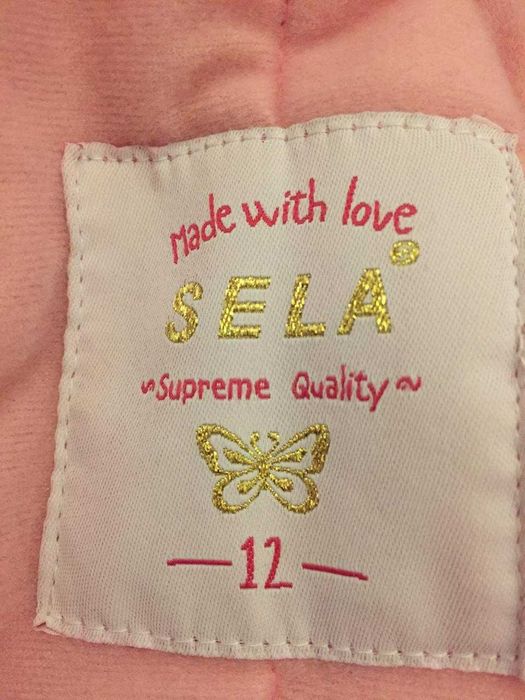 Made with love
SELA®
~Supreme Quality~
—12—